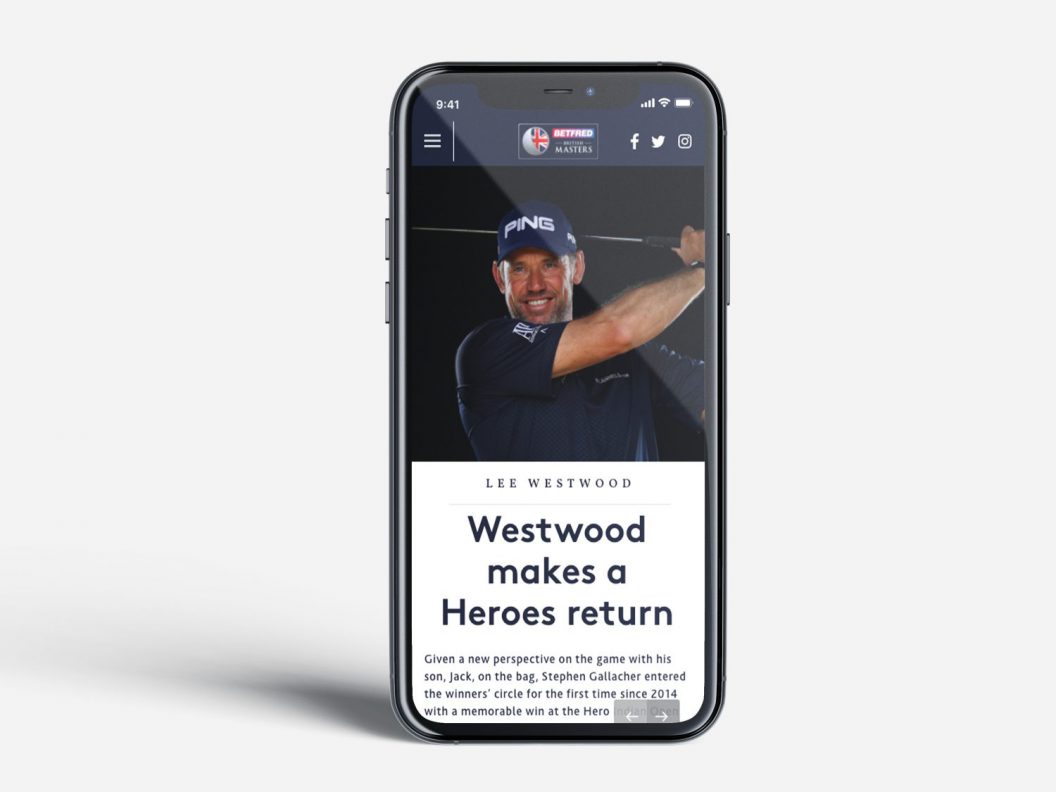 9:41
BETFRED
BRITISH
MASTERS
PING
LEE WESTWOOD
Westwood
makes a
Heroes return
Given a new perspective on the game with his
son, Jack, on the bag, Stephen Gallacher entered
the winners' circle for the first time since 2014
with a memorable win at the Hero Indian Open